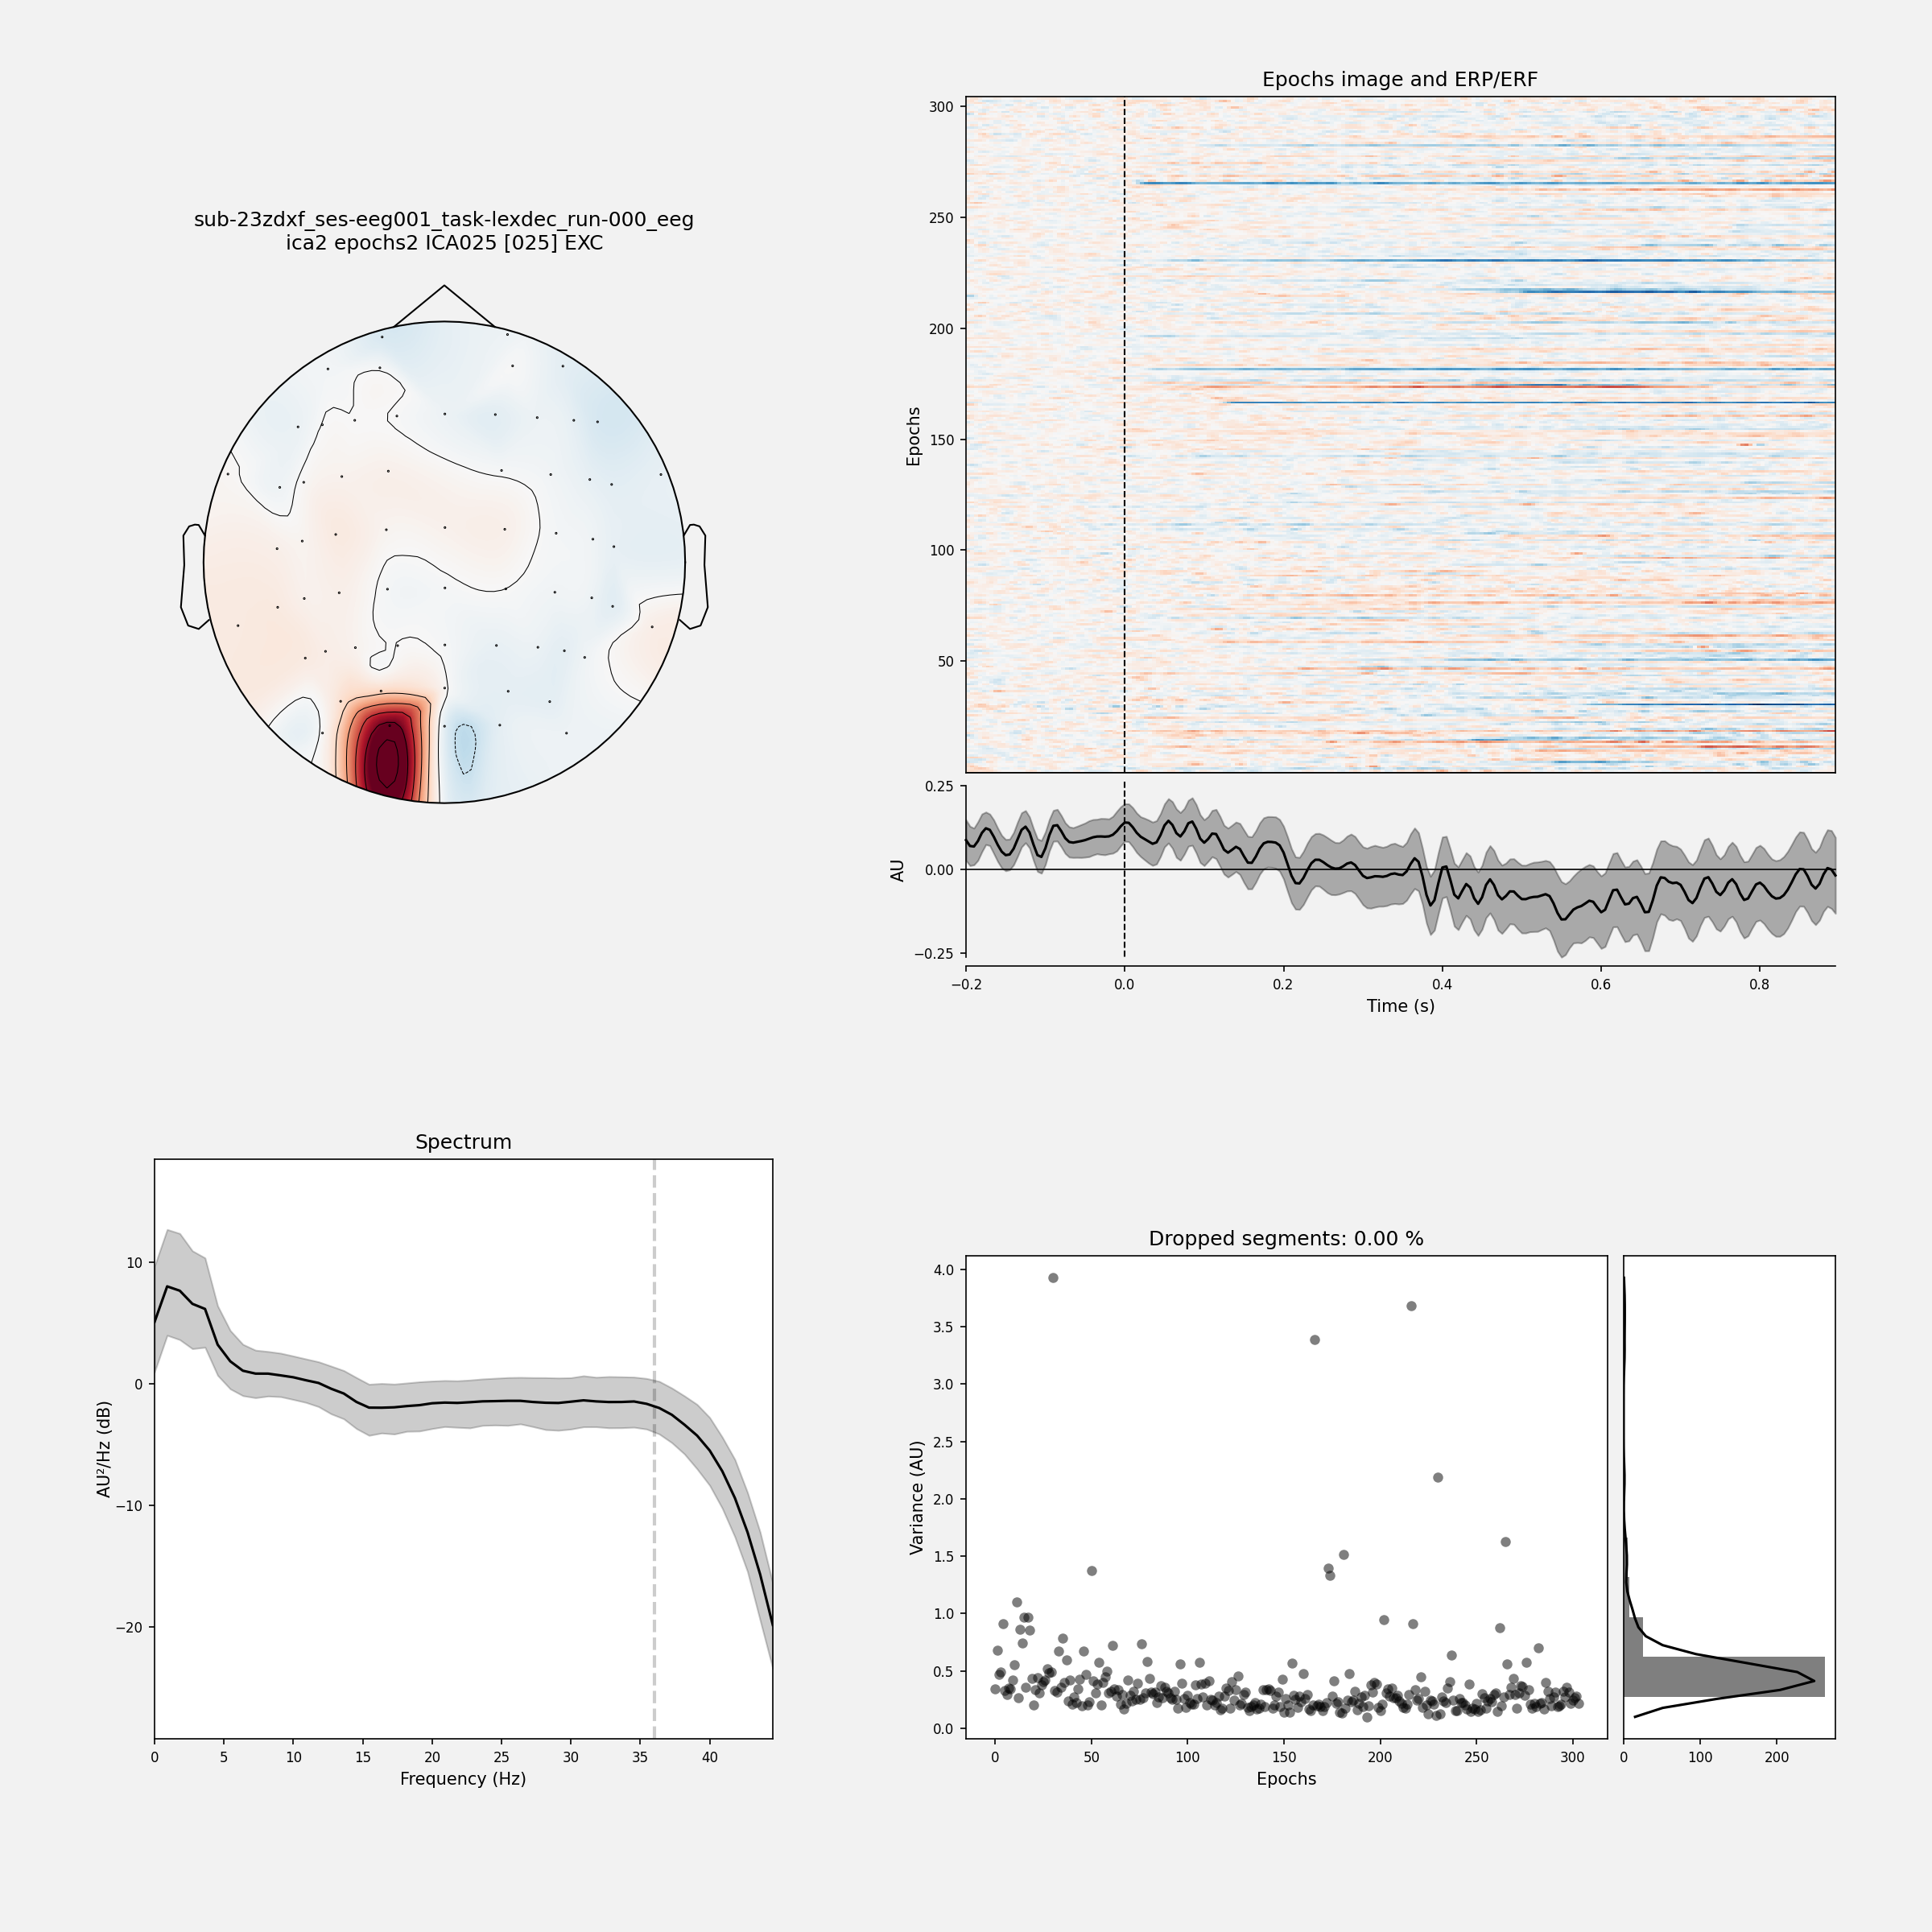 sub-23zdxf_ses-eeg001_task-lexdec_run-000_eeg
ica2 epochs2 ICA025 [025] EXC
Epochs image and ERP/ERF
300
250
200
150
100
50
Epochs
0.25
0.00
−0.25
AU
−0.2 0.0 0.2 0.4 0.6 0.8
Time (s)
Spectrum
10
0
−10
−20
AU²/Hz (dB)
0 5 10 15 20 25 30 35 40
Frequency (Hz)
Dropped segments: 0.00 %
4.0
3.5
3.0
2.5
2.0
1.5
1.0
0.5
0.0
Variance (AU)
0 50 100 150 200 250 300
Epochs
0 100 200